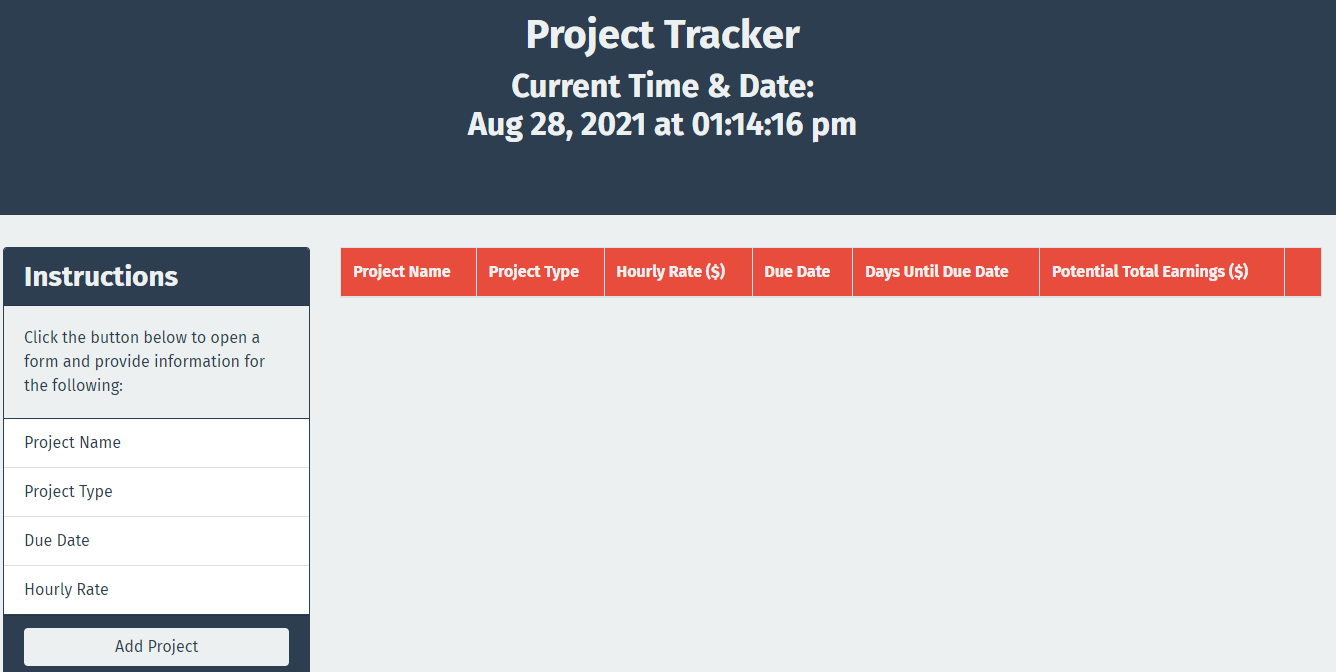 Project Tracker
Current Time & Date:
Aug 28, 2021 at 01:14:16 pm
Instructions
Click the button below to open a
form and provide information for
the following:
Project Name
Project Type
Due Date
Hourly Rate
Add Project
Project Name Project Type Hourly Rate ($) Due Date Days Until Due Date Potential Total Earnings ($)